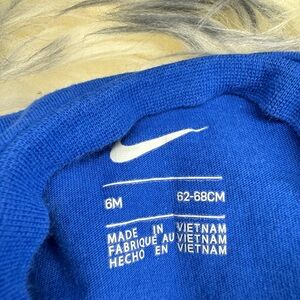 6M 62-68CM
MADE IN VIETNAM
FABRIQUÉ AU VIETNAM
HECHO EN VIETNAM